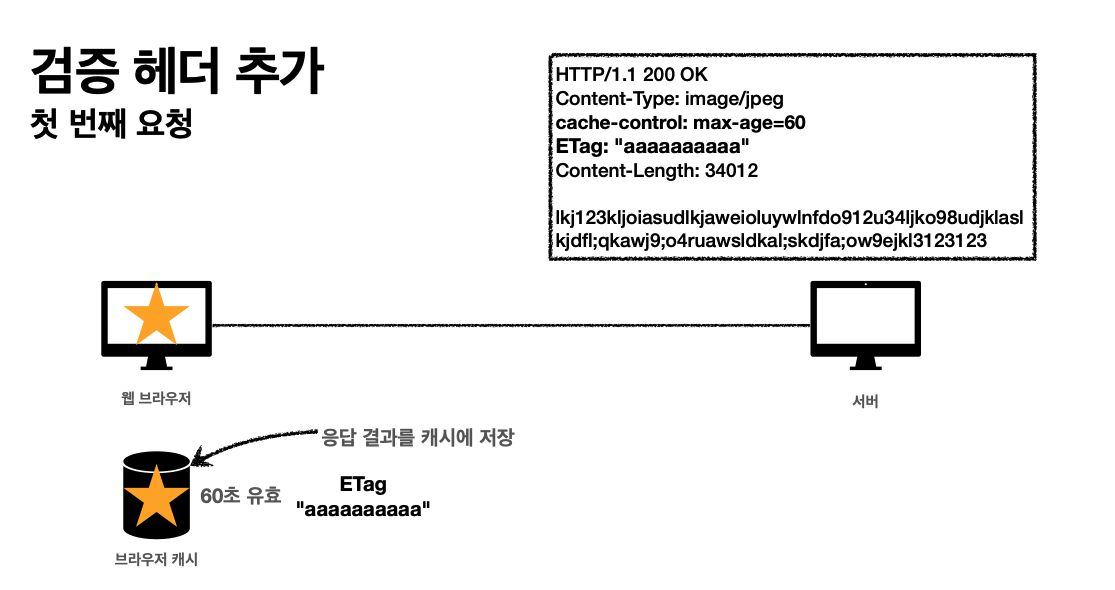 검증 헤더 추가
첫 번째 요청
HTTP/1.1 200 OK
Content-Type: image/jpeg
cache-control: max-age=60
ETag: "aaaaaaaaaa"
Content-Length: 34012
lkj123kljoiasudlkjaweioluywlnfdo912u34ljko98udjklasl
kjdfl;qkawj9;o4ruawsldkal;skdjfa;ow9ejkl3123123
웹 브라우저
서버
응답 결과를 캐시에 저장
60초 유효
ETag
"aaaaaaaaaa"
브라우저 캐시